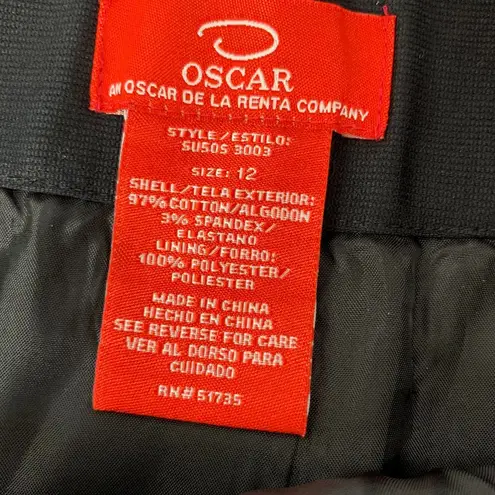 OSCAR
AN OSCAR DE LA RENTA COMPANY
STYLE/ESTILO:
SU50S 3003
SIZE: 12
SHELL/TELA EXTERIOR:
97% COTTON/ALGODON
3% SPANDEX/
ELASTANO
LINING/FORRO:
100% POLYESTER/
POLIESTER
MADE IN CHINA
HECHO EN CHINA
SEE REVERSE FOR CARE
VER AL DORSO PARA
CUIDADO
RN# 51735